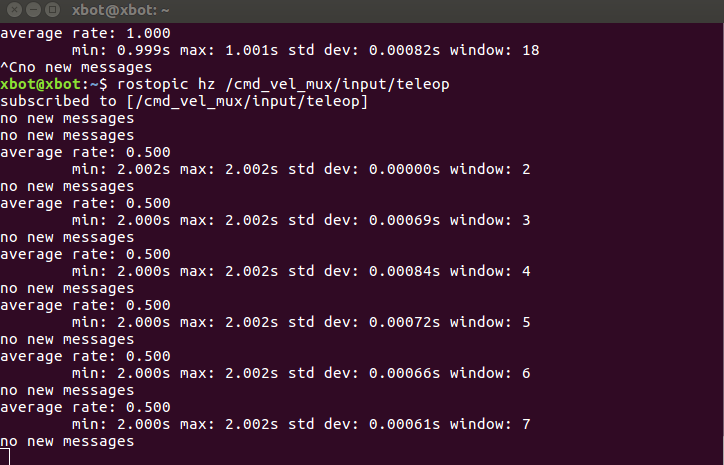 xbot@xbot: ~
average rate: 1.000
min: 0.999s max: 1.001s std dev: 0.00082s window: 18
^Cno new messages
xbot@xbot:~$ rostopic hz /cmd_vel_mux/input/teleop
subscribed to [/cmd_vel_mux/input/teleop]
no new messages
no new messages
average rate: 0.500
min: 2.002s max: 2.002s std dev: 0.00000s window: 2
no new messages
average rate: 0.500
min: 2.000s max: 2.002s std dev: 0.00069s window: 3
no new messages
average rate: 0.500
min: 2.000s max: 2.002s std dev: 0.00084s window: 4
no new messages
average rate: 0.500
min: 2.000s max: 2.002s std dev: 0.00072s window: 5
no new messages
average rate: 0.500
min: 2.000s max: 2.002s std dev: 0.00066s window: 6
no new messages
average rate: 0.500
min: 2.000s max: 2.002s std dev: 0.00061s window: 7
no new messages